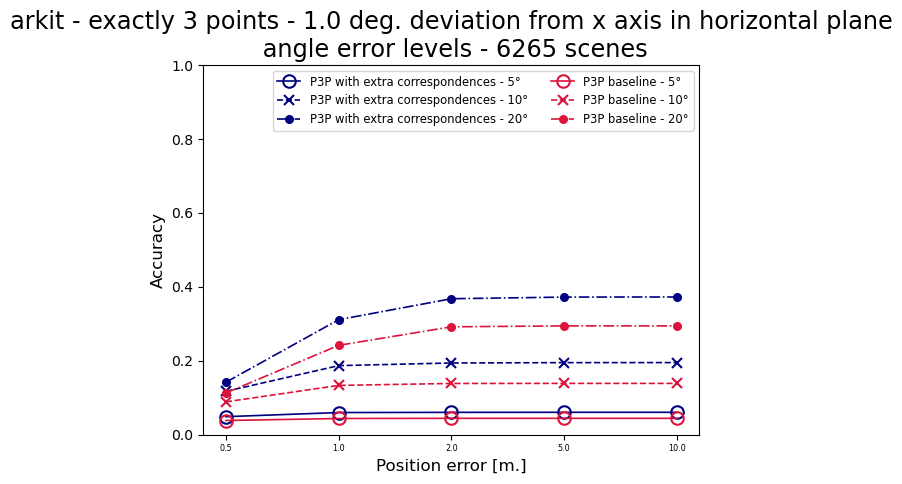 arkit - exactly 3 points - 1.0 deg. deviation from x axis in horizontal plane
angle error levels - 6265 scenes
P3P with extra correspondences - 5°
P3P with extra correspondences - 10°
P3P with extra correspondences - 20°
P3P baseline - 5°
P3P baseline - 10°
P3P baseline - 20°
Accuracy
1.0
0.8
0.6
0.4
0.2
0.0
0.5
1.0
2.0
5.0
10.0
Position error [m.]